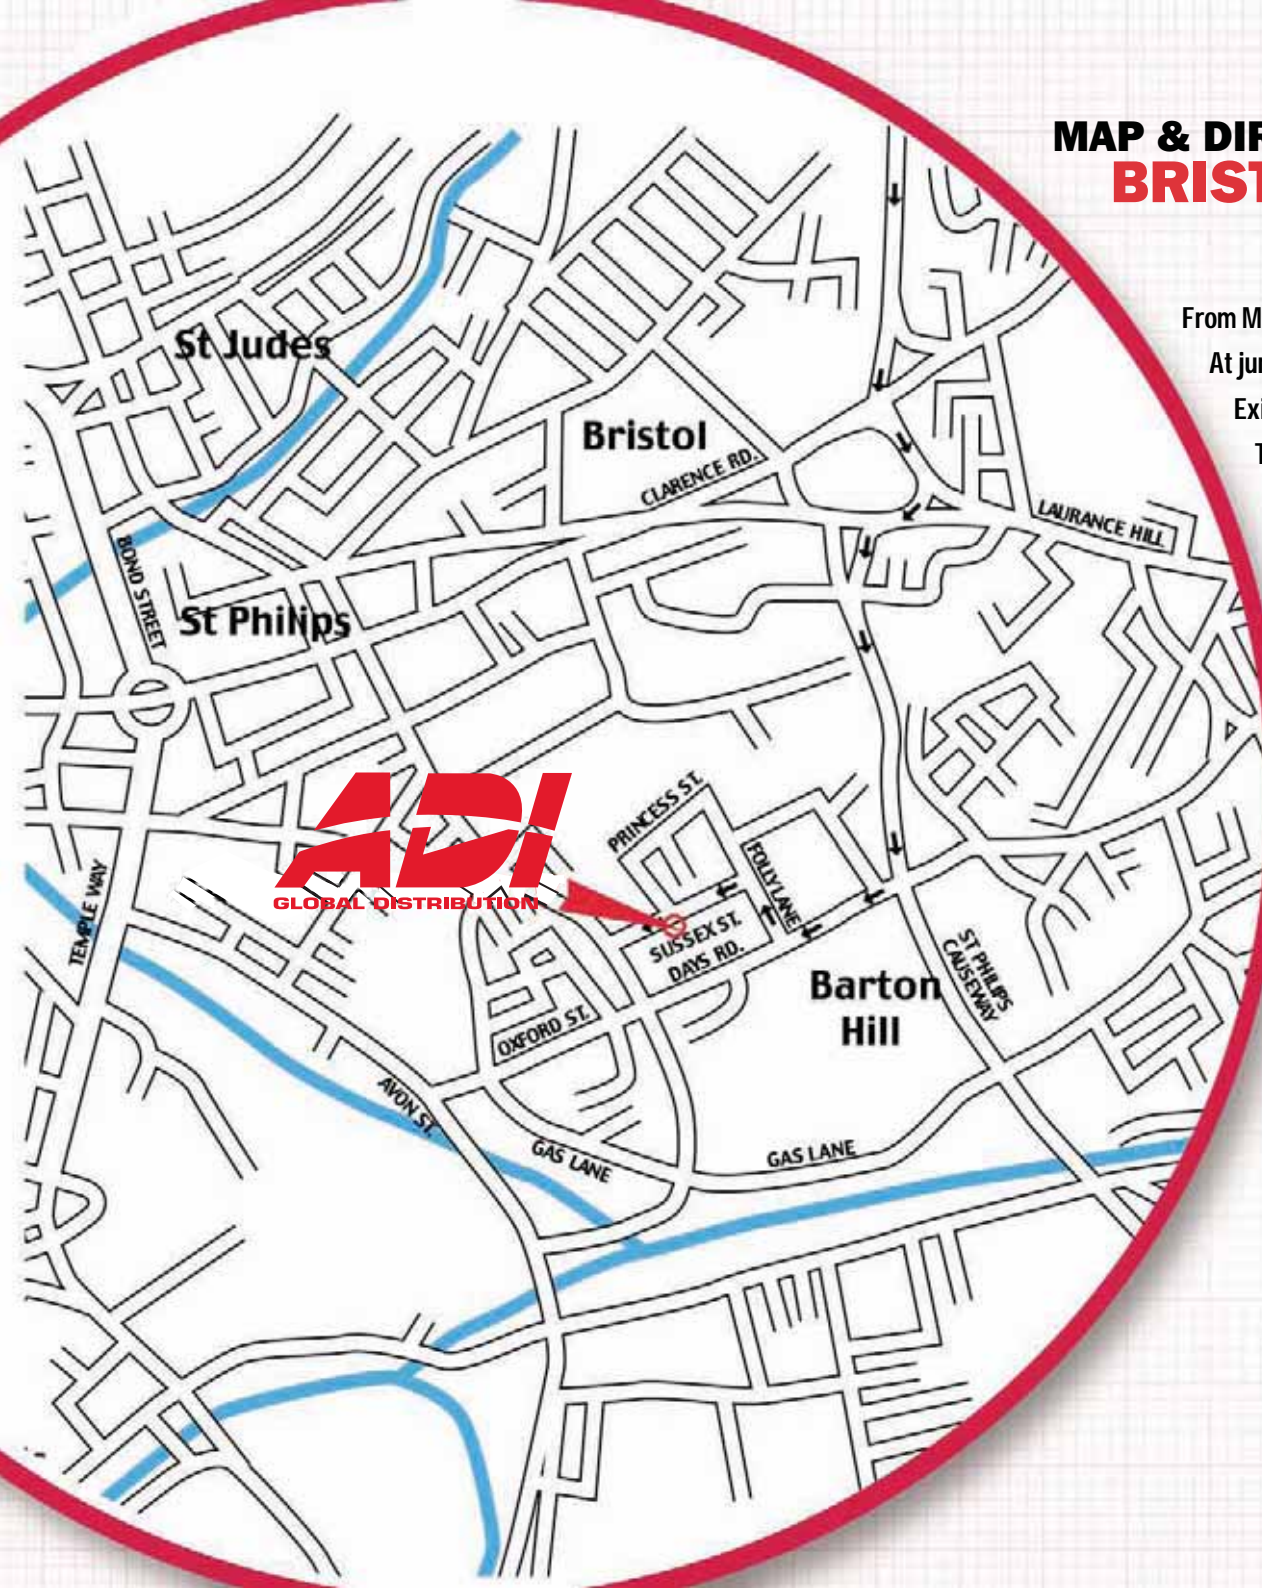 MAP & DIR
BRIST
From M
At jun
Exi
T
St Judes
Bristol
CLARENCE RD.
LAURANCE HILL
BOND STREET
St Philips
PRINCESS ST.
ADI
GLOBAL DISTRIBUTION
FOLLY LANE
TEMPLE WAY
SUSSEX ST.
DAYS RD.
ST PHILIPS
CAUSEWAY
Barton
Hill
OXFORD ST.
AVON ST.
GAS LANE
GAS LANE